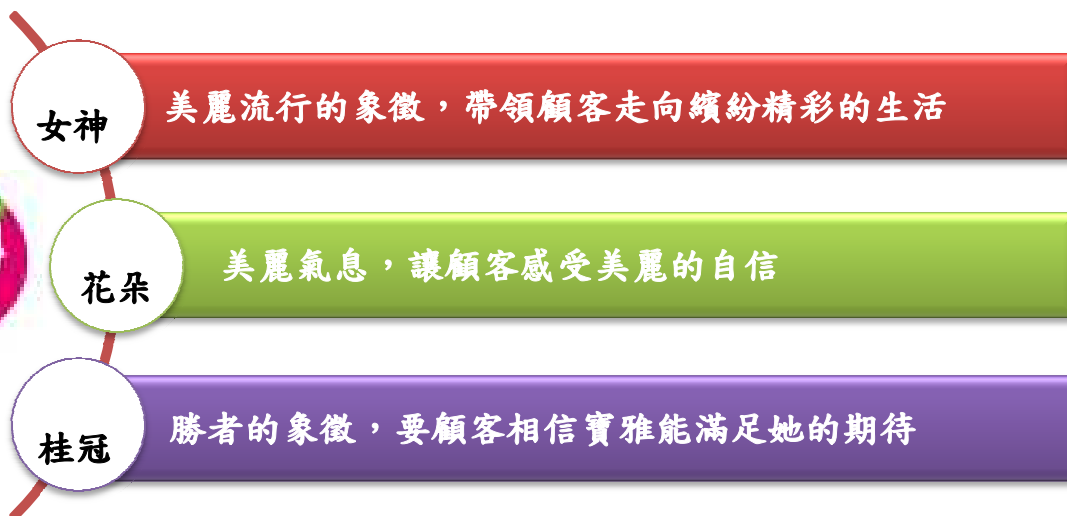 女神
美麗流行的象徵，帶領顧客走向繽紛精彩的生活
花朵
美麗氣息，讓顧客感受美麗的自信
桂冠
勝者的象徵，要顧客相信寶雅能滿足她的期待